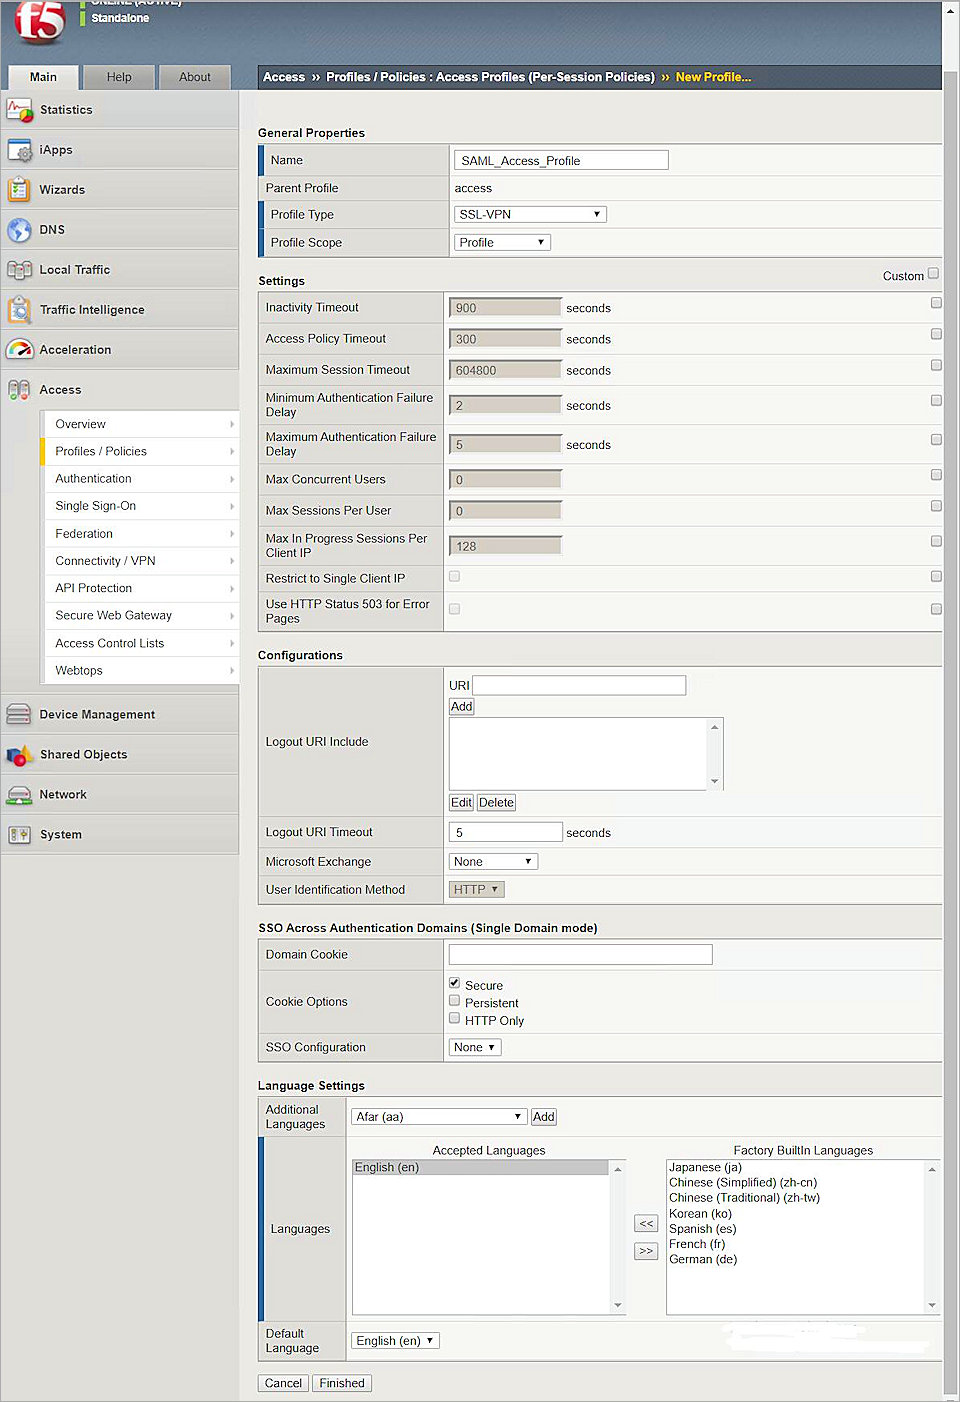 f5
ONLINE (ACTIVE)
Standalone
Main
Help
About
Access » Profiles / Policies : Access Profiles (Per-Session Policies) » New Profile...
Statistics
iApps
Wizards
DNS
Local Traffic
Traffic Intelligence
Acceleration
Access
Overview
Profiles / Policies
Authentication
Single Sign-On
Federation
Connectivity / VPN
API Protection
Secure Web Gateway
Access Control Lists
Webtops
Device Management
Shared Objects
Network
System
General Properties
Name SAML_Access_Profile
Parent Profile access
Profile Type SSL-VPN
Profile Scope Profile
Settings Custom
Inactivity Timeout 900 seconds
Access Policy Timeout 300 seconds
Maximum Session Timeout 604800 seconds
Minimum Authentication Failure
Delay 2 seconds
Maximum Authentication Failure
Delay 5 seconds
Max Concurrent Users 0
Max Sessions Per User 0
Max In Progress Sessions Per
Client IP 128
Restrict to Single Client IP
Use HTTP Status 503 for Error
Pages
Configurations
Logout URI Include
URI
Add
Edit Delete
Logout URI Timeout 5 seconds
Microsoft Exchange None
User Identification Method HTTP
SSO Across Authentication Domains (Single Domain mode)
Domain Cookie
Cookie Options
Secure
Persistent
HTTP Only
SSO Configuration None
Language Settings
Additional
Languages
Afar (aa) Add
Languages
Accepted Languages
English (en)
<<
>>
Factory BuiltIn Languages
Japanese (ja)
Chinese (Simplified) (zh-cn)
Chinese (Traditional) (zh-tw)
Korean (ko)
Spanish (es)
French (fr)
German (de)
Default
Language
English (en)
Cancel Finished